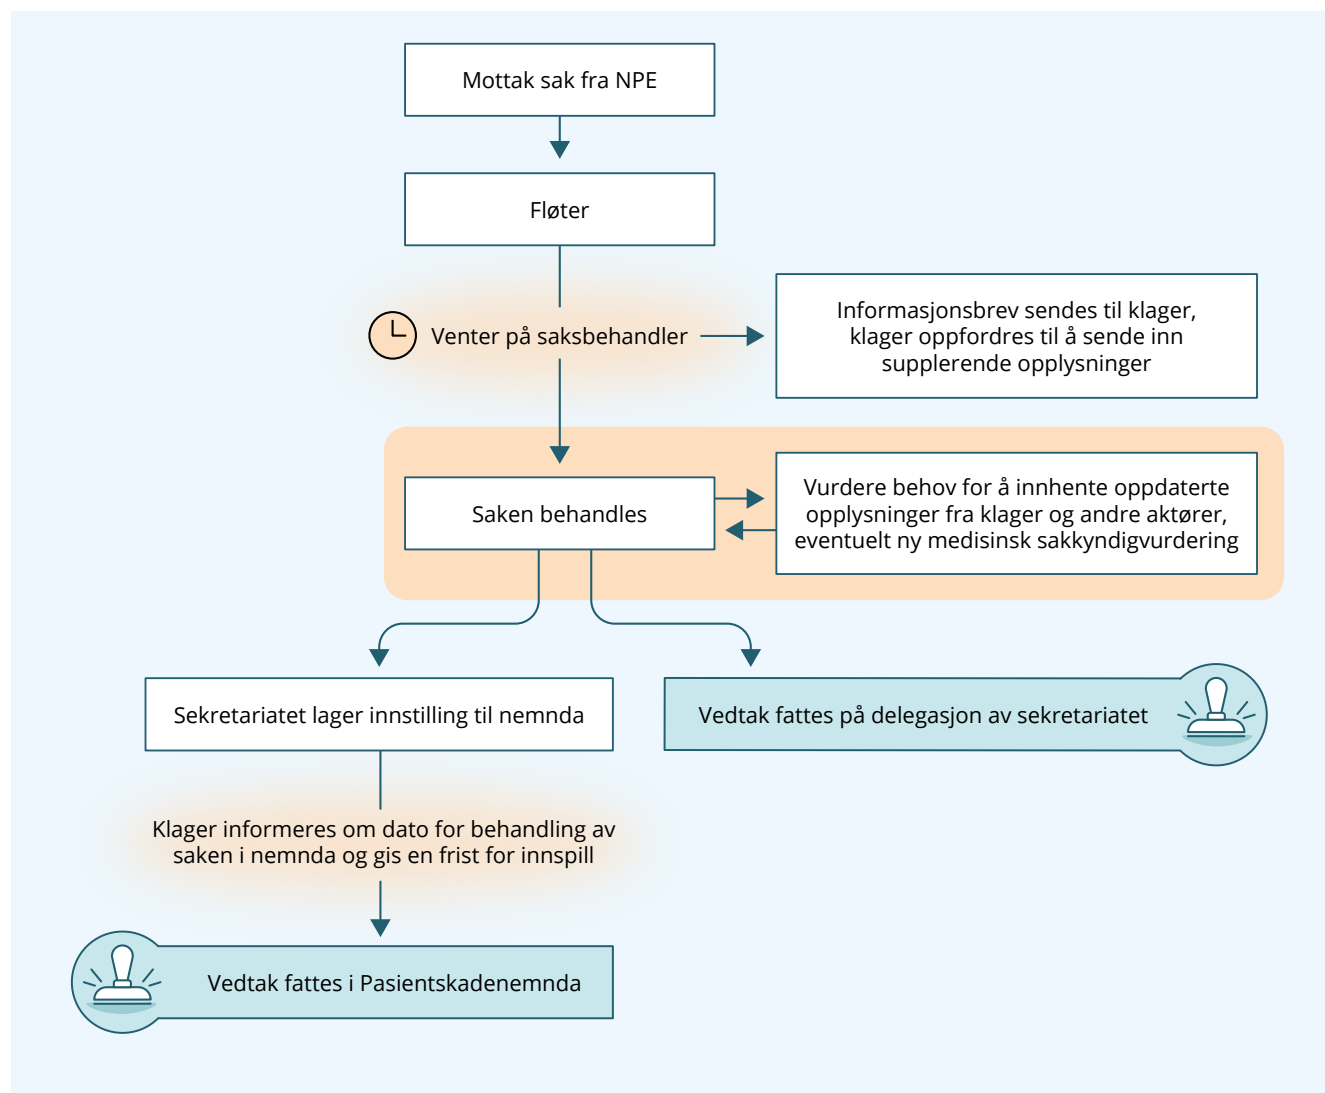 Mottak sak fra NPE
Fløter
Venter på saksbehandler
Informasjonsbrev sendes til klager,
klager oppfordres til å sende inn
supplerende opplysninger
Saken behandles
Vurdere behov for å innhente oppdaterte
opplysninger fra klager og andre aktører,
eventuelt ny medisinsk sakkyndigvurdering
Sekretariatet lager innstilling til nemnda
Vedtak fattes på delegasjon av sekretariatet
Klager informeres om dato for behandling av
saken i nemnda og gis en frist for innspill
Vedtak fattes i Pasientskadenemnda